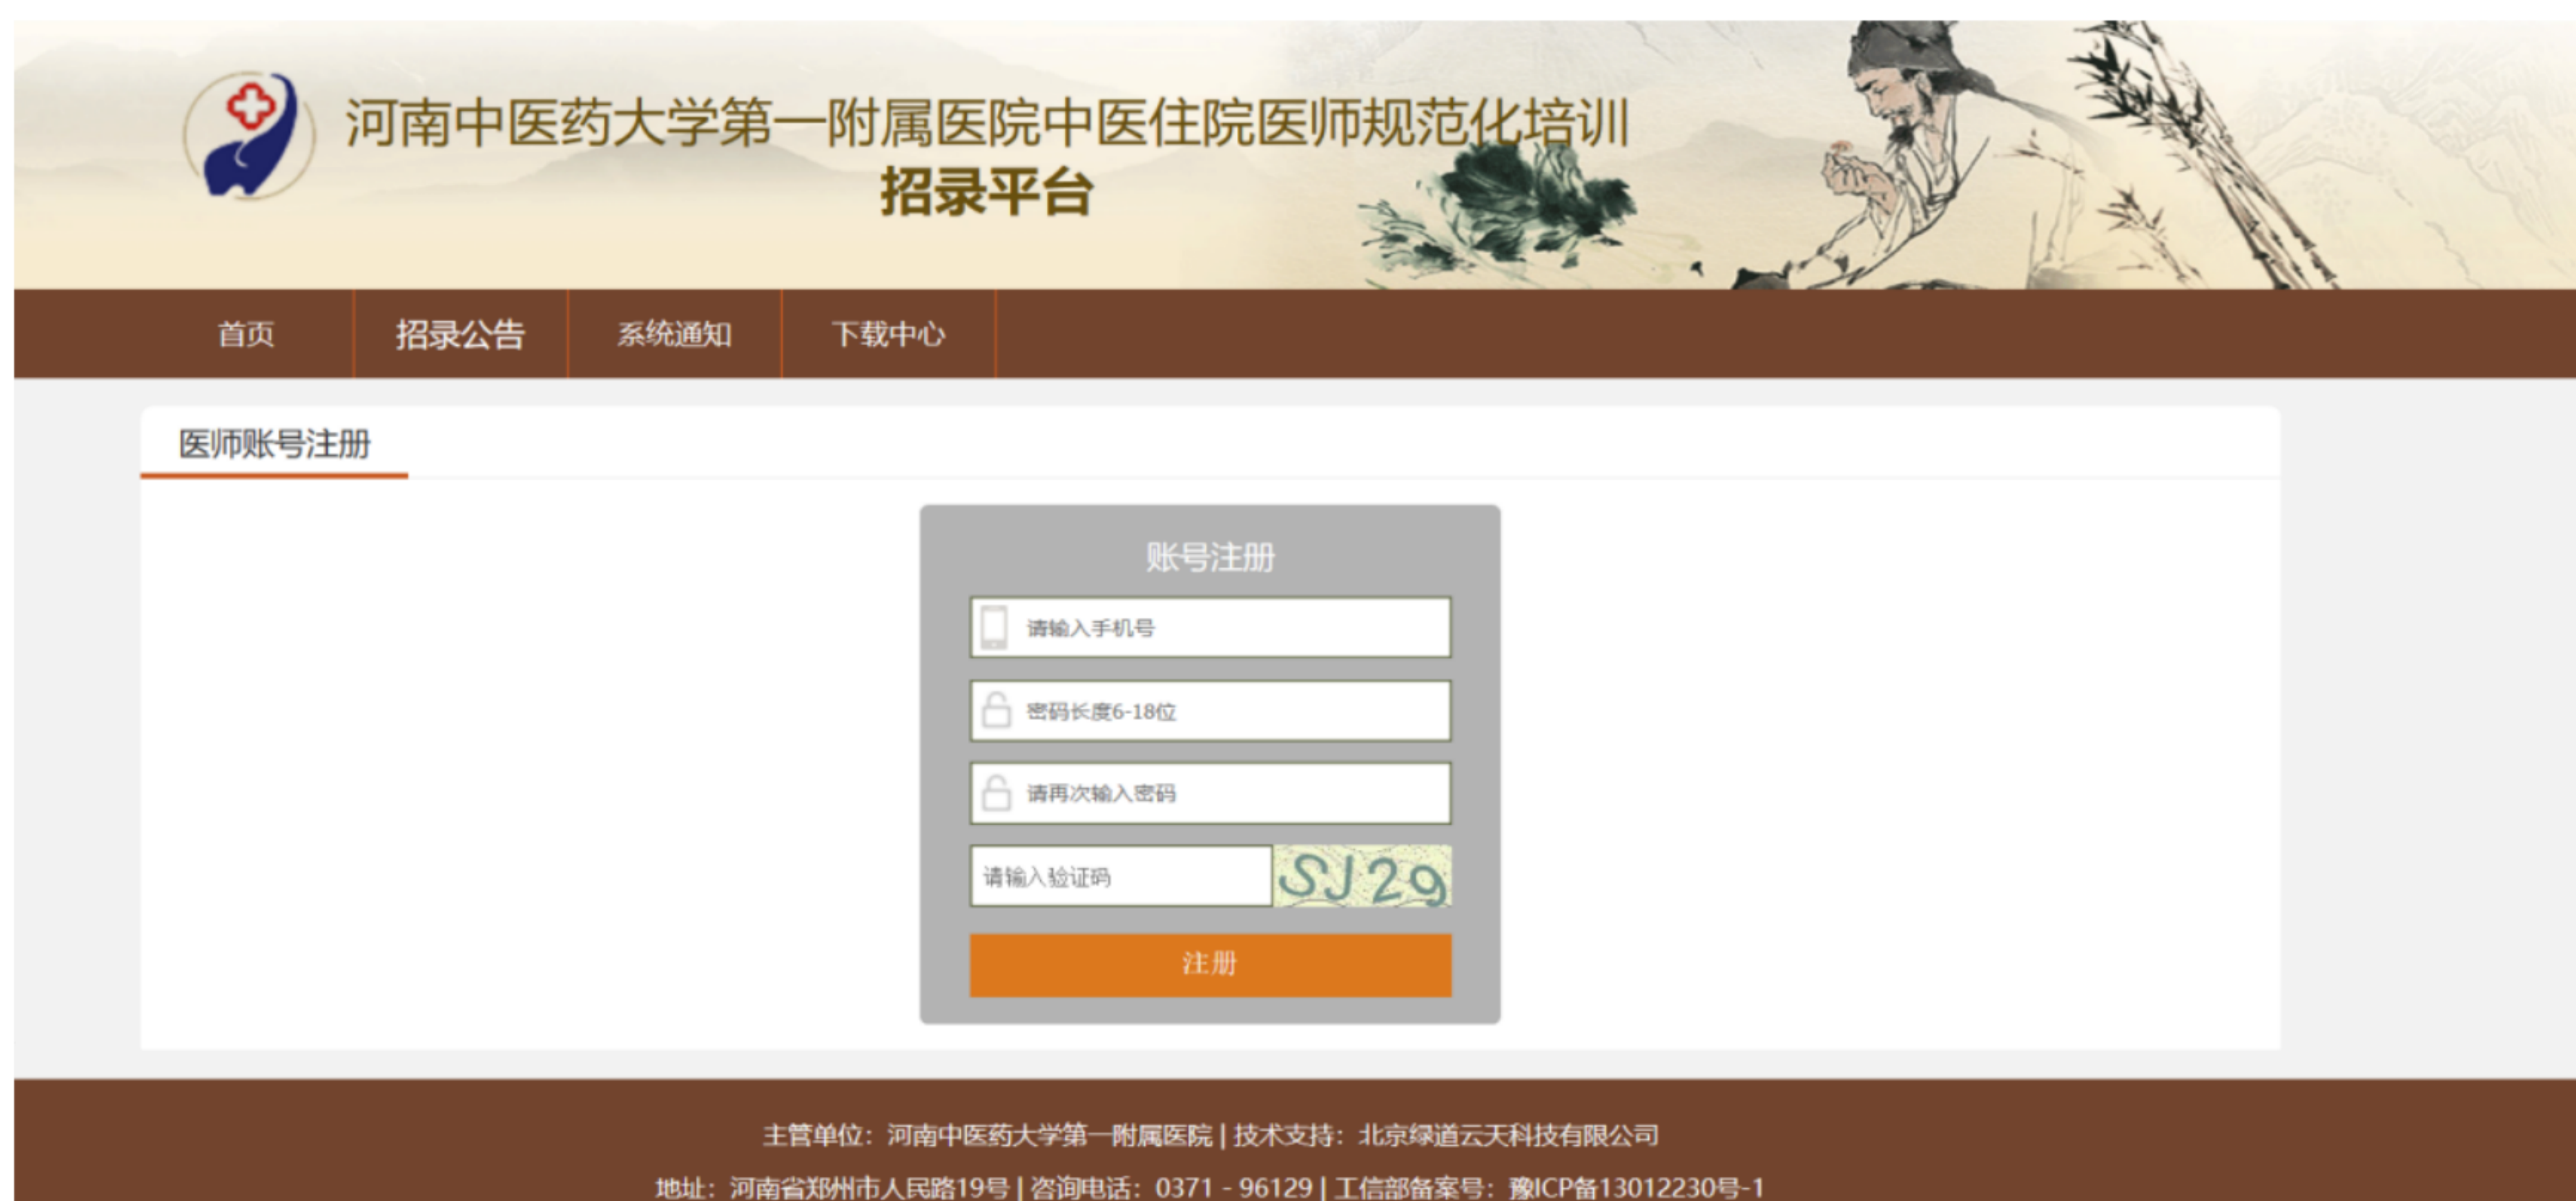 河南中医药大学第一附属医院中医住院医师规范化培训
招录平台
首页 招录公告 系统通知 下载中心
医师账号注册
账号注册
请输入手机号
密码长度6-18位
请再次输入密码
请输入验证码 SJ29
注册
主管单位：河南中医药大学第一附属医院 | 技术支持：北京绿道云天科技有限公司
地址：河南省郑州市人民路19号 | 咨询电话：0371 - 96129 | 工信部备案号：豫ICP备13012230号-1